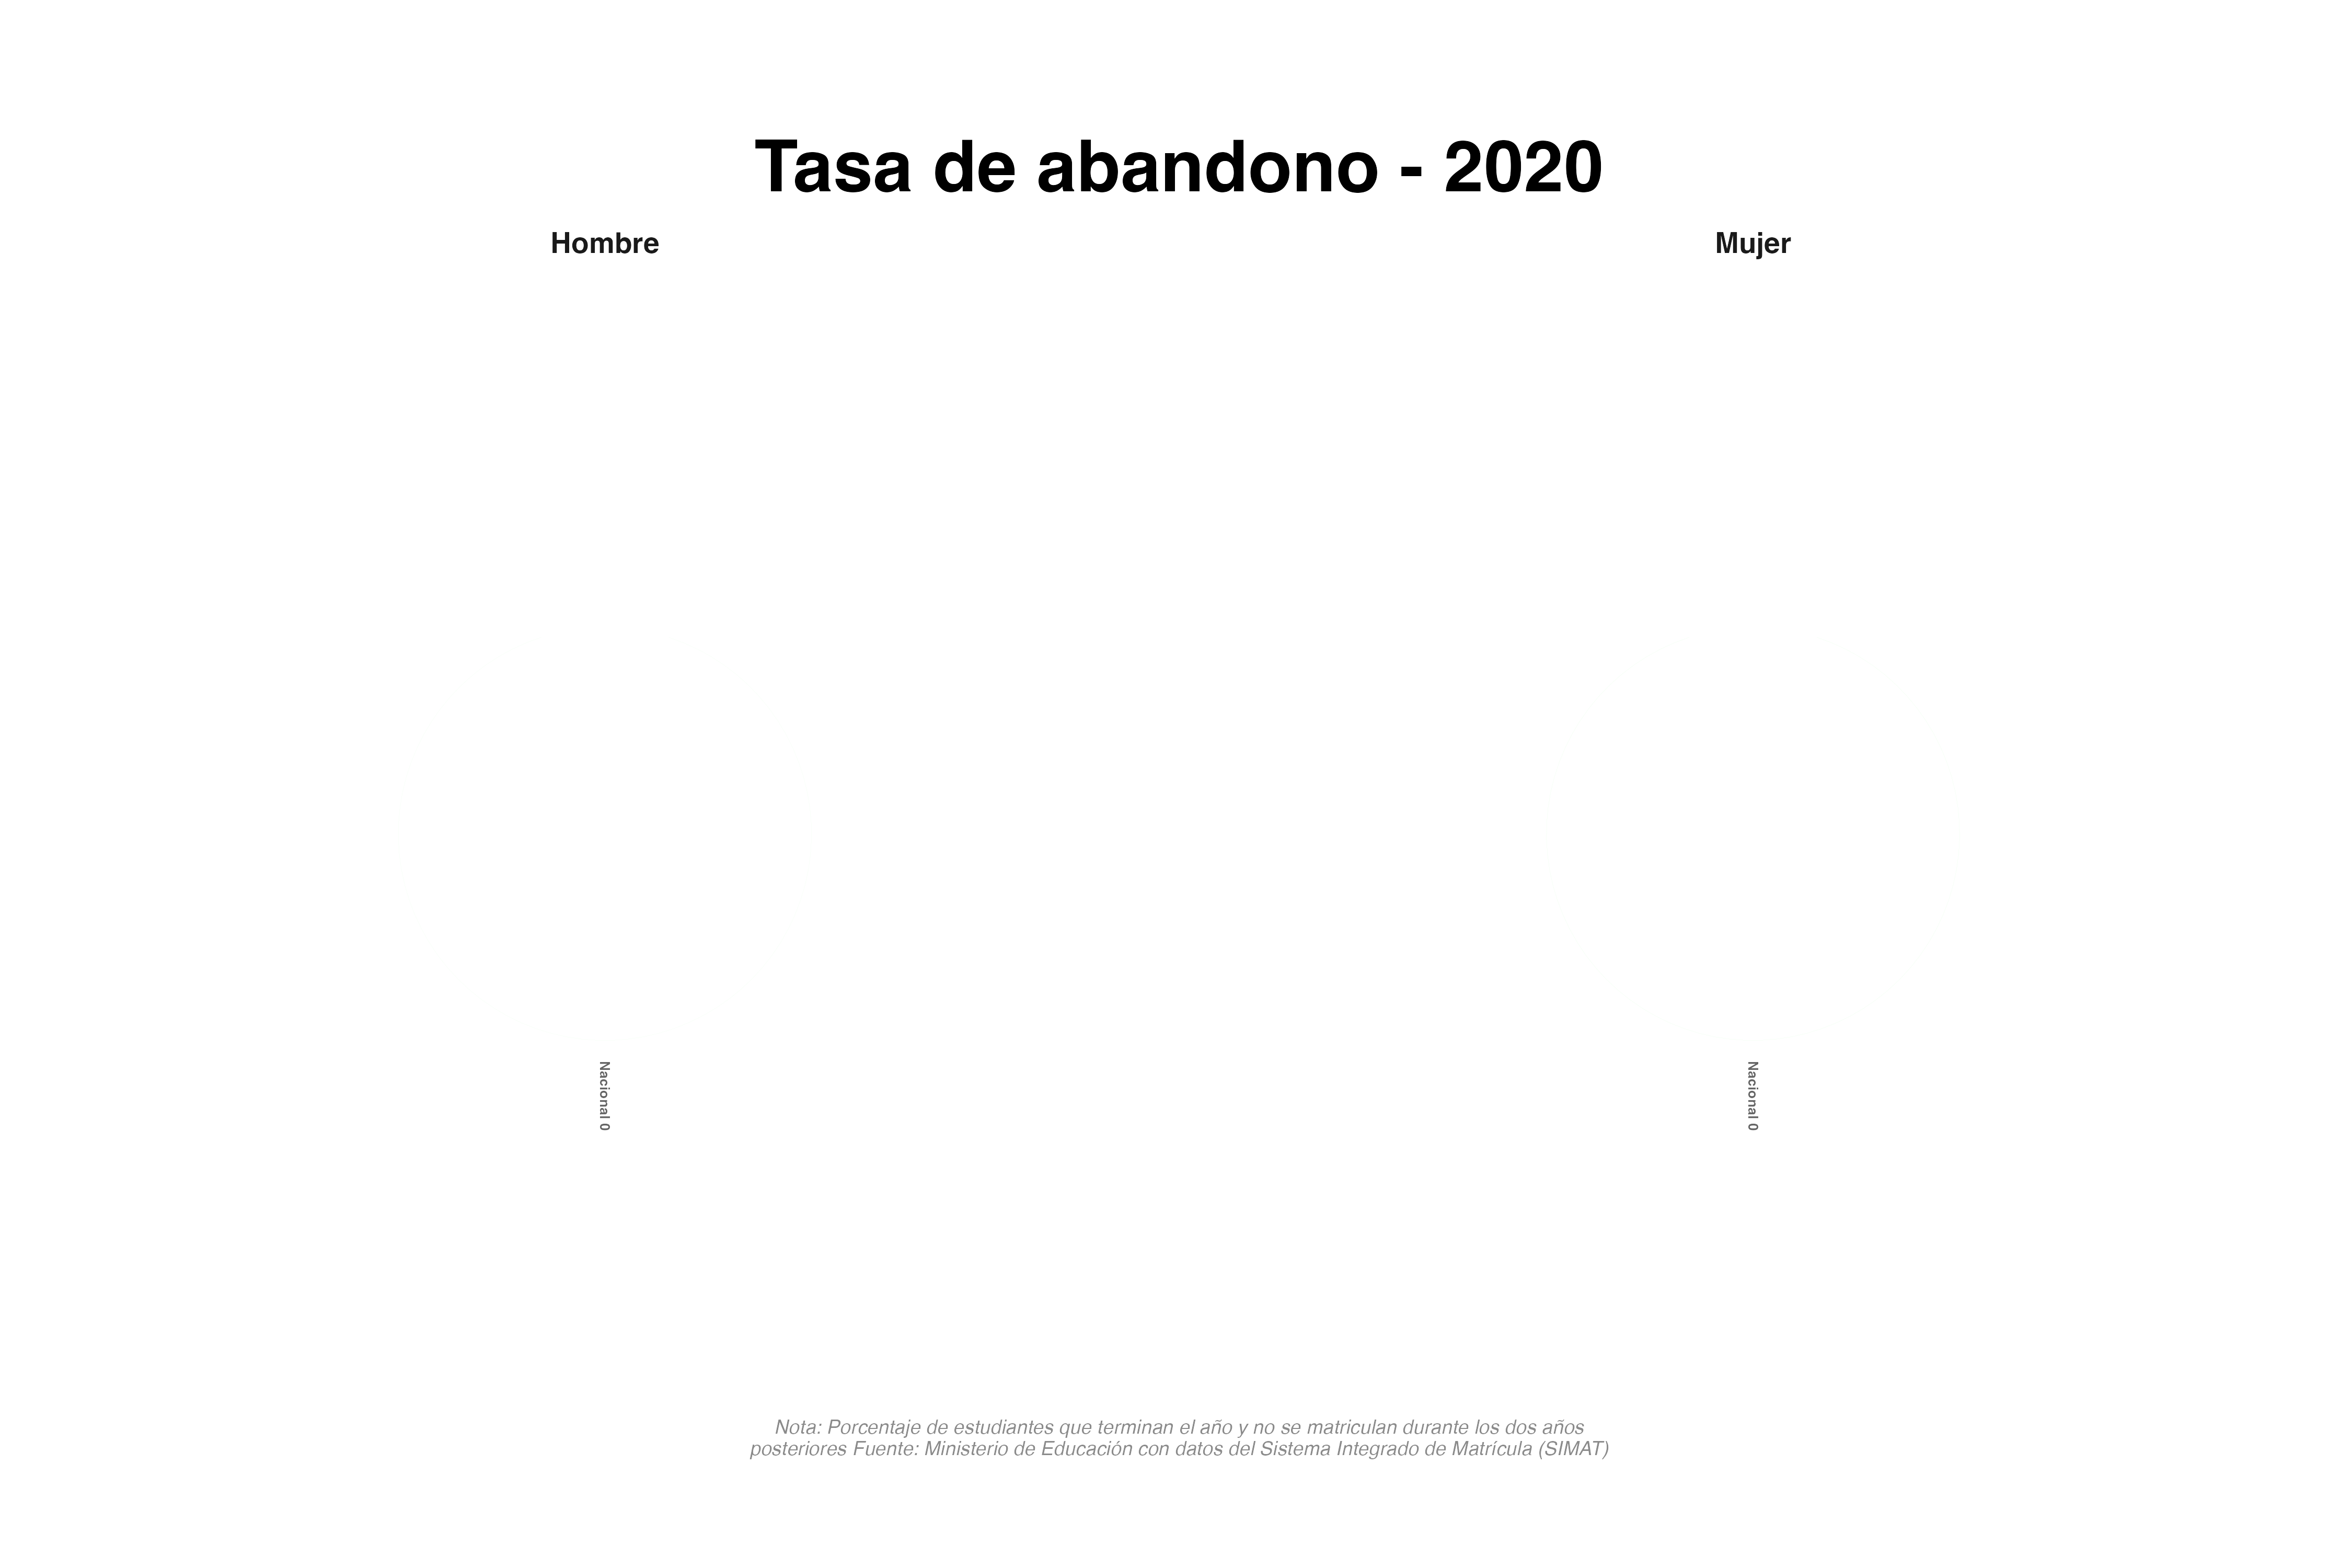 Tasa de abandono - 2020
Hombre
Mujer
Nacional 0
Nacional 0
Nota: Porcentaje de estudiantes que terminan el año y no se matriculan durante los dos años
posteriores Fuente: Ministerio de Educación con datos del Sistema Integrado de Matrícula (SIMAT)